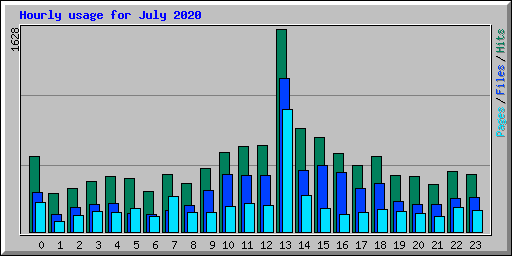 Hourly usage for July 2020
1628
Pages / Files / Hits
0 1 2 3 4 5 6 7 8 9 10 11 12 13 14 15 16 17 18 19 20 21 22 23